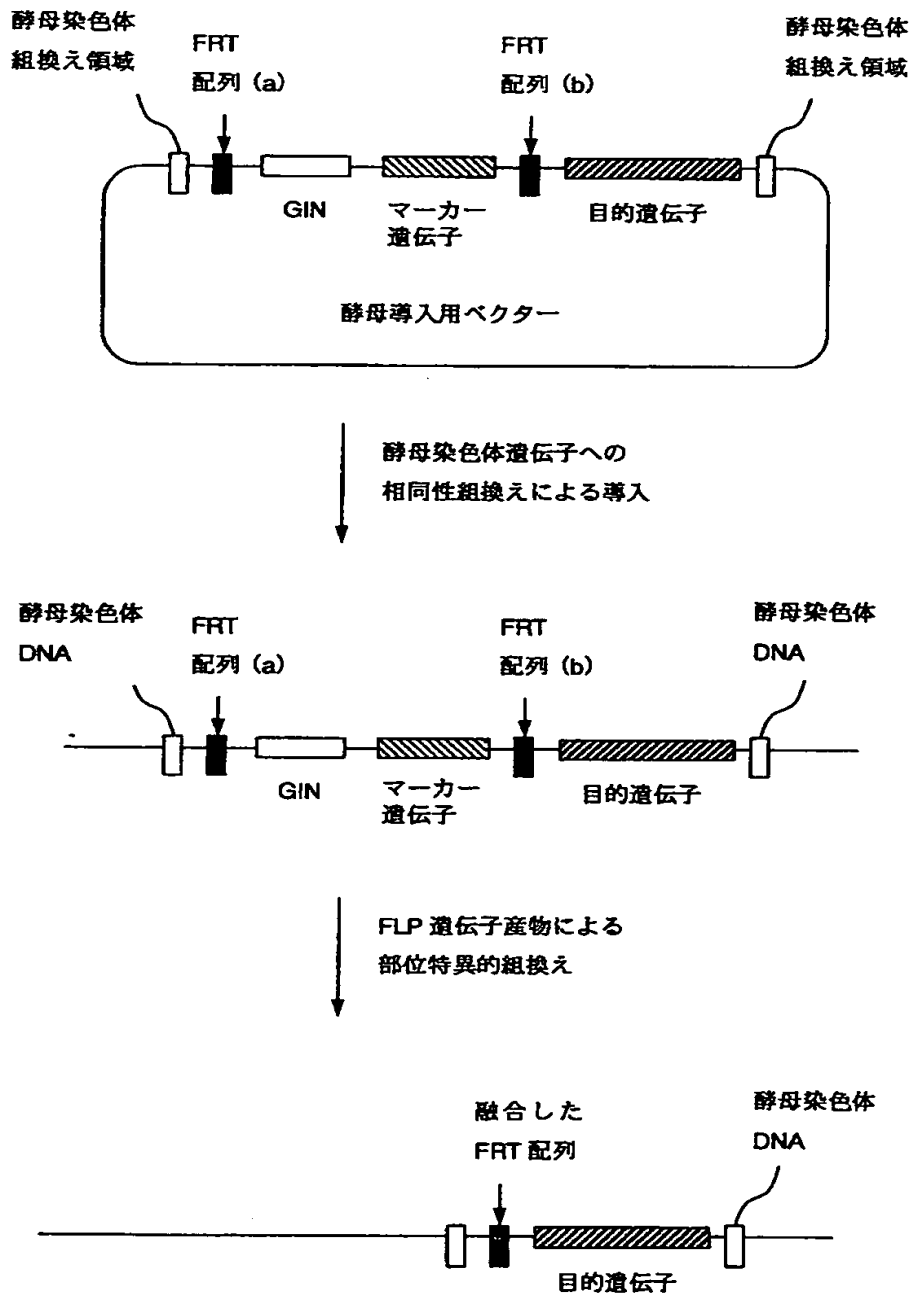 酵母染色体
組換え領域
FRT
配列 (a)
FRT
配列 (b)
酵母染色体
組換え領域
GIN
マーカー
遺伝子
目的遺伝子
酵母導入用ベクター
酵母染色体遺伝子への
相同性組換えによる導入
酵母染色体
DNA
FRT
配列 (a)
FRT
配列 (b)
酵母染色体
DNA
GIN
マーカー
遺伝子
目的遺伝子
FLP 遺伝子産物による
部位特異的組換え
融合した
FRT 配列
酵母染色体
DNA
目的遺伝子